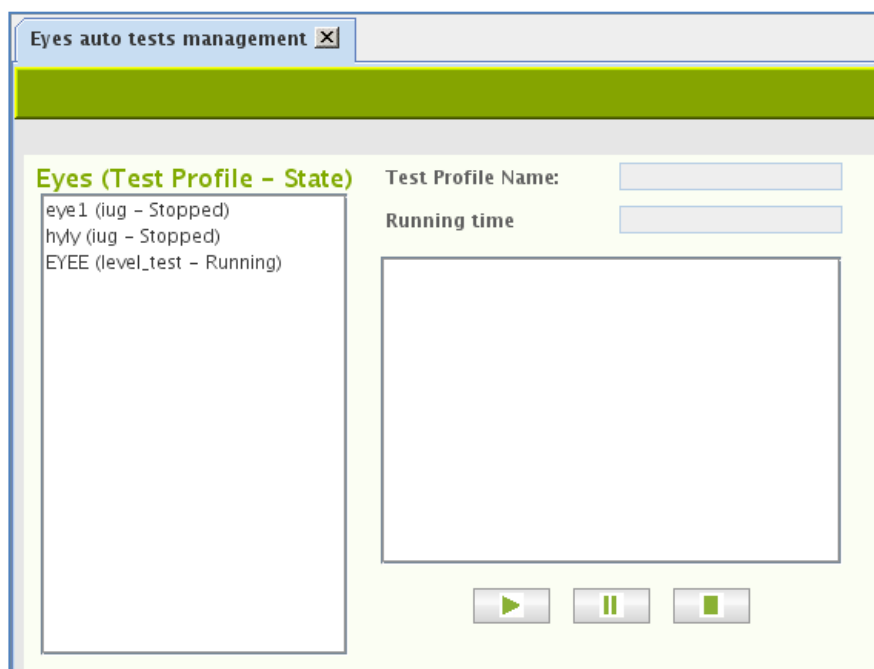 Eyes auto tests management
Eyes (Test Profile – State)
eye1 (iug – Stopped)
hyly (iug – Stopped)
EYEE (level_test – Running)
Test Profile Name:
Running time